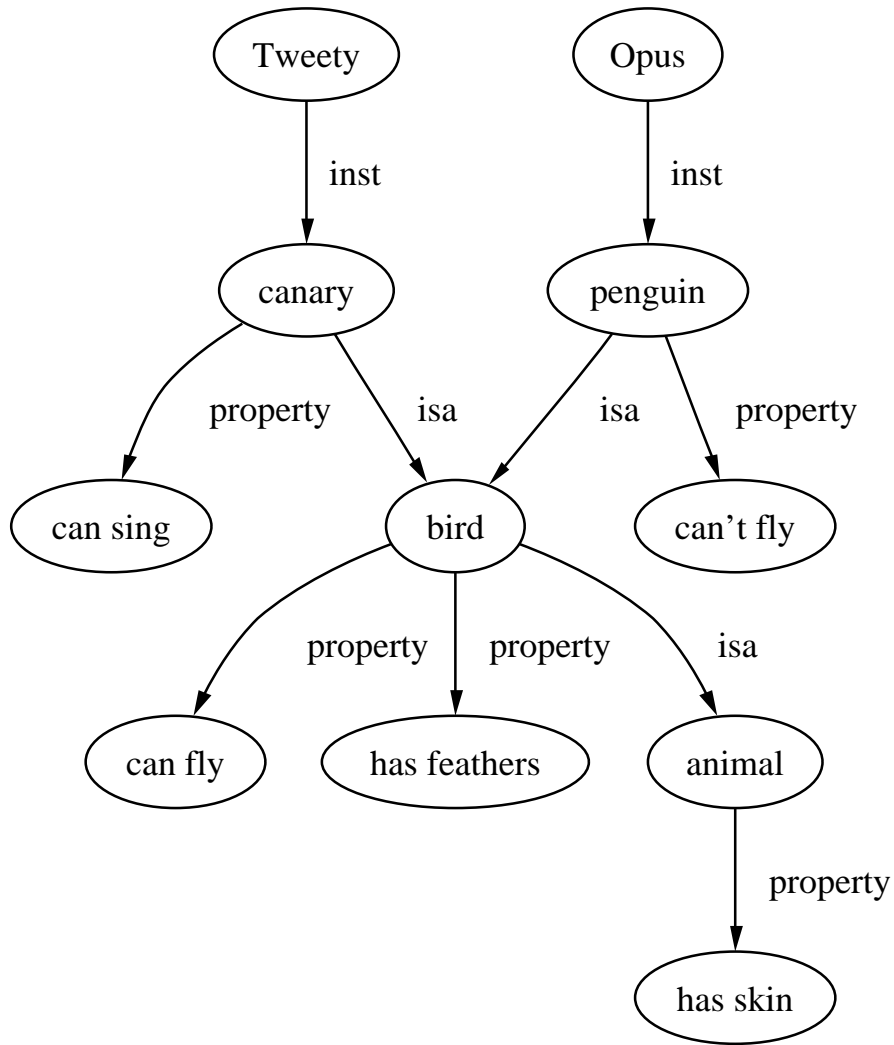 Tweety Opus
inst inst
canary penguin
property isa isa property
can sing bird can't fly
property property isa
can fly has feathers animal
property
has skin